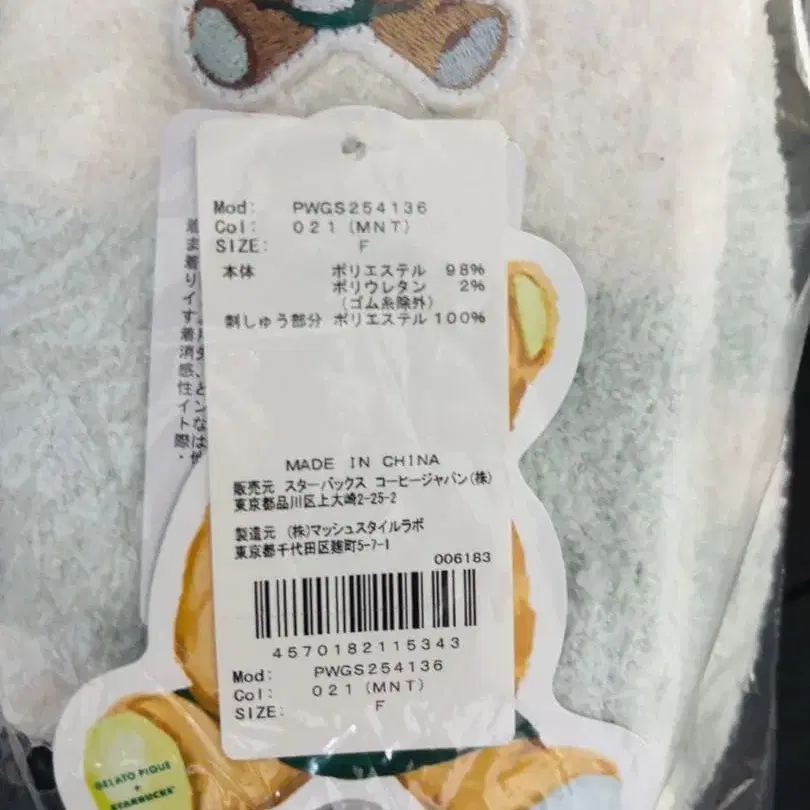 Mod: PWGS254136
Col: 021(MNT)
SIZE: F
本体 ポリエステル 98%
ポリウレタン 2%
(ゴム糸除外)
刺しゅう部分 ポリエステル 100%
MADE IN CHINA
販売元 スターバックス コーヒージャパン(株)
東京都品川区上大崎2-25-2
製造元 (株)マッシュスタイルラボ
東京都千代田区麹町5-7-1
006183
4570182115343
Mod: PWGS254136
Col: 021(MNT)
SIZE: F
GELATO PIQUE
+
STARBUCKS